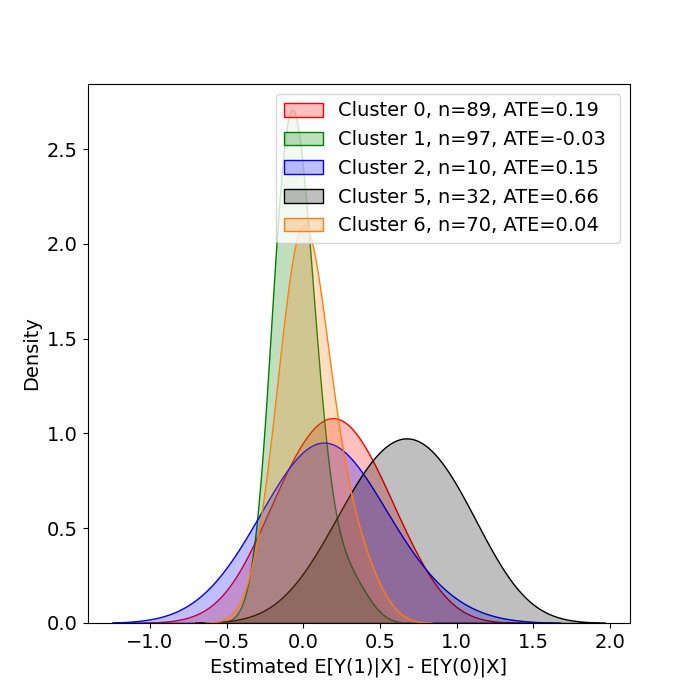 Cluster 0, n=89, ATE=0.19
Cluster 1, n=97, ATE=-0.03
Cluster 2, n=10, ATE=0.15
Cluster 5, n=32, ATE=0.66
Cluster 6, n=70, ATE=0.04
2.5
2.0
1.5
1.0
0.5
0.0
Density
−1.0 −0.5 0.0 0.5 1.0 1.5 2.0
Estimated E[Y(1)|X] - E[Y(0)|X]